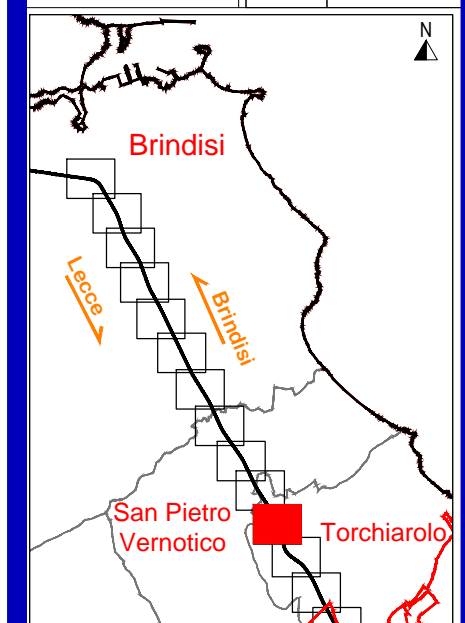 N
Brindisi
Lecce
Brindisi
San Pietro
Vernotico
Torchiarolo